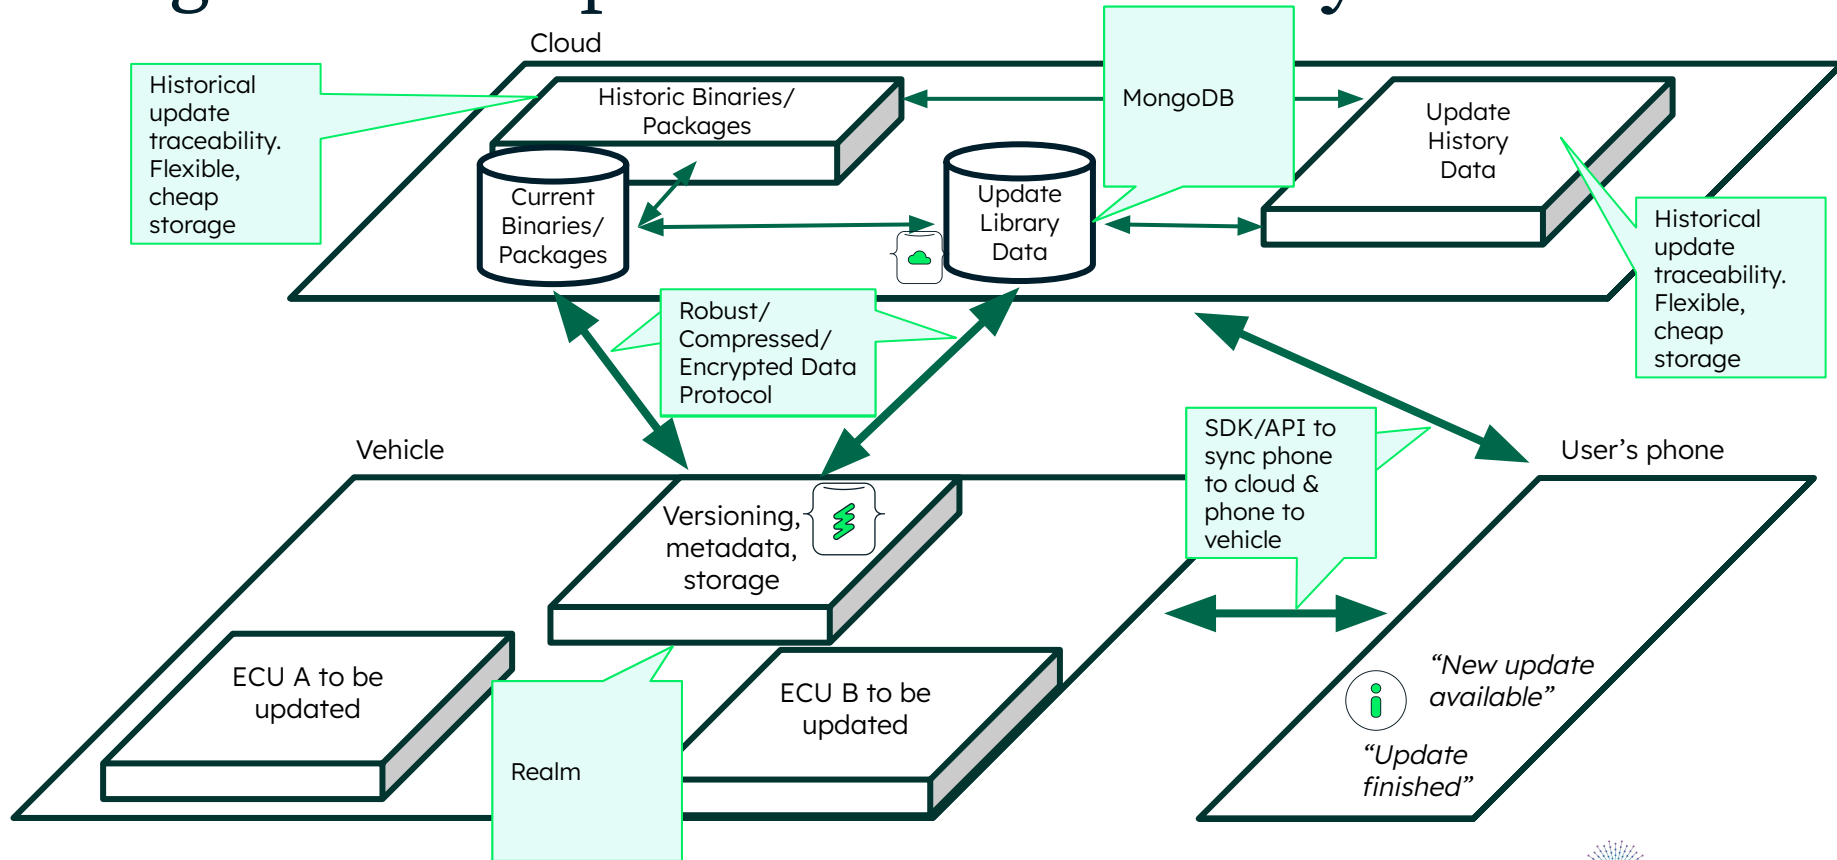 Cloud
Historical
update
traceability.
Flexible,
cheap
storage
Historic Binaries/
Packages
MongoDB
Update
History
Data
Current
Binaries/
Packages
Update
Library
Data
Historical
update
traceability.
Flexible,
cheap
storage
Robust/
Compressed/
Encrypted Data
Protocol
Vehicle
SDK/API to
sync phone
to cloud &
phone to
vehicle
User’s phone
Versioning,
metadata,
storage
ECU A to be
updated
ECU B to be
updated
Realm
“New update
available”
“Update
finished”